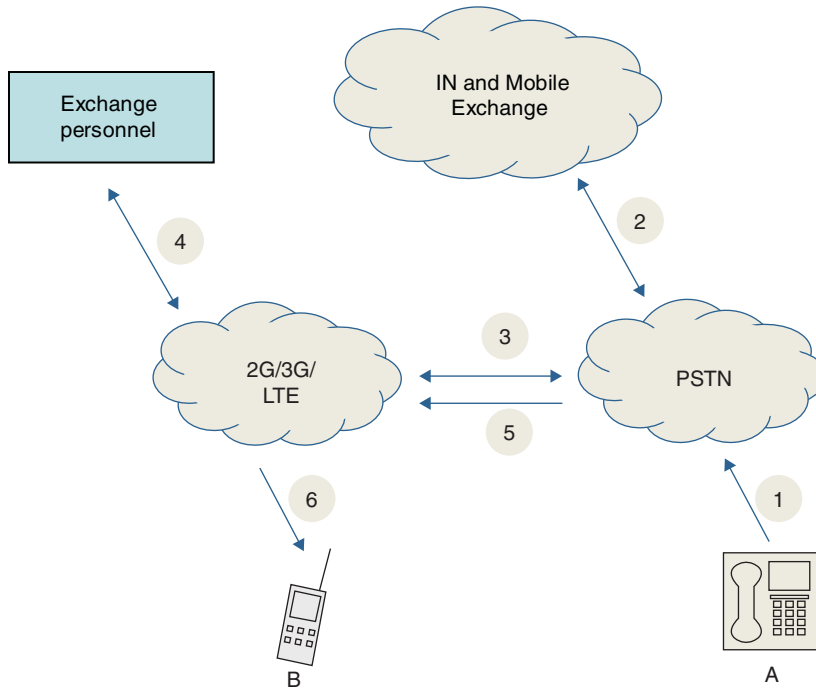 IN and Mobile
Exchange
Exchange
personnel
2
4
3
2G/3G/
LTE
PSTN
5
6
1
B
A